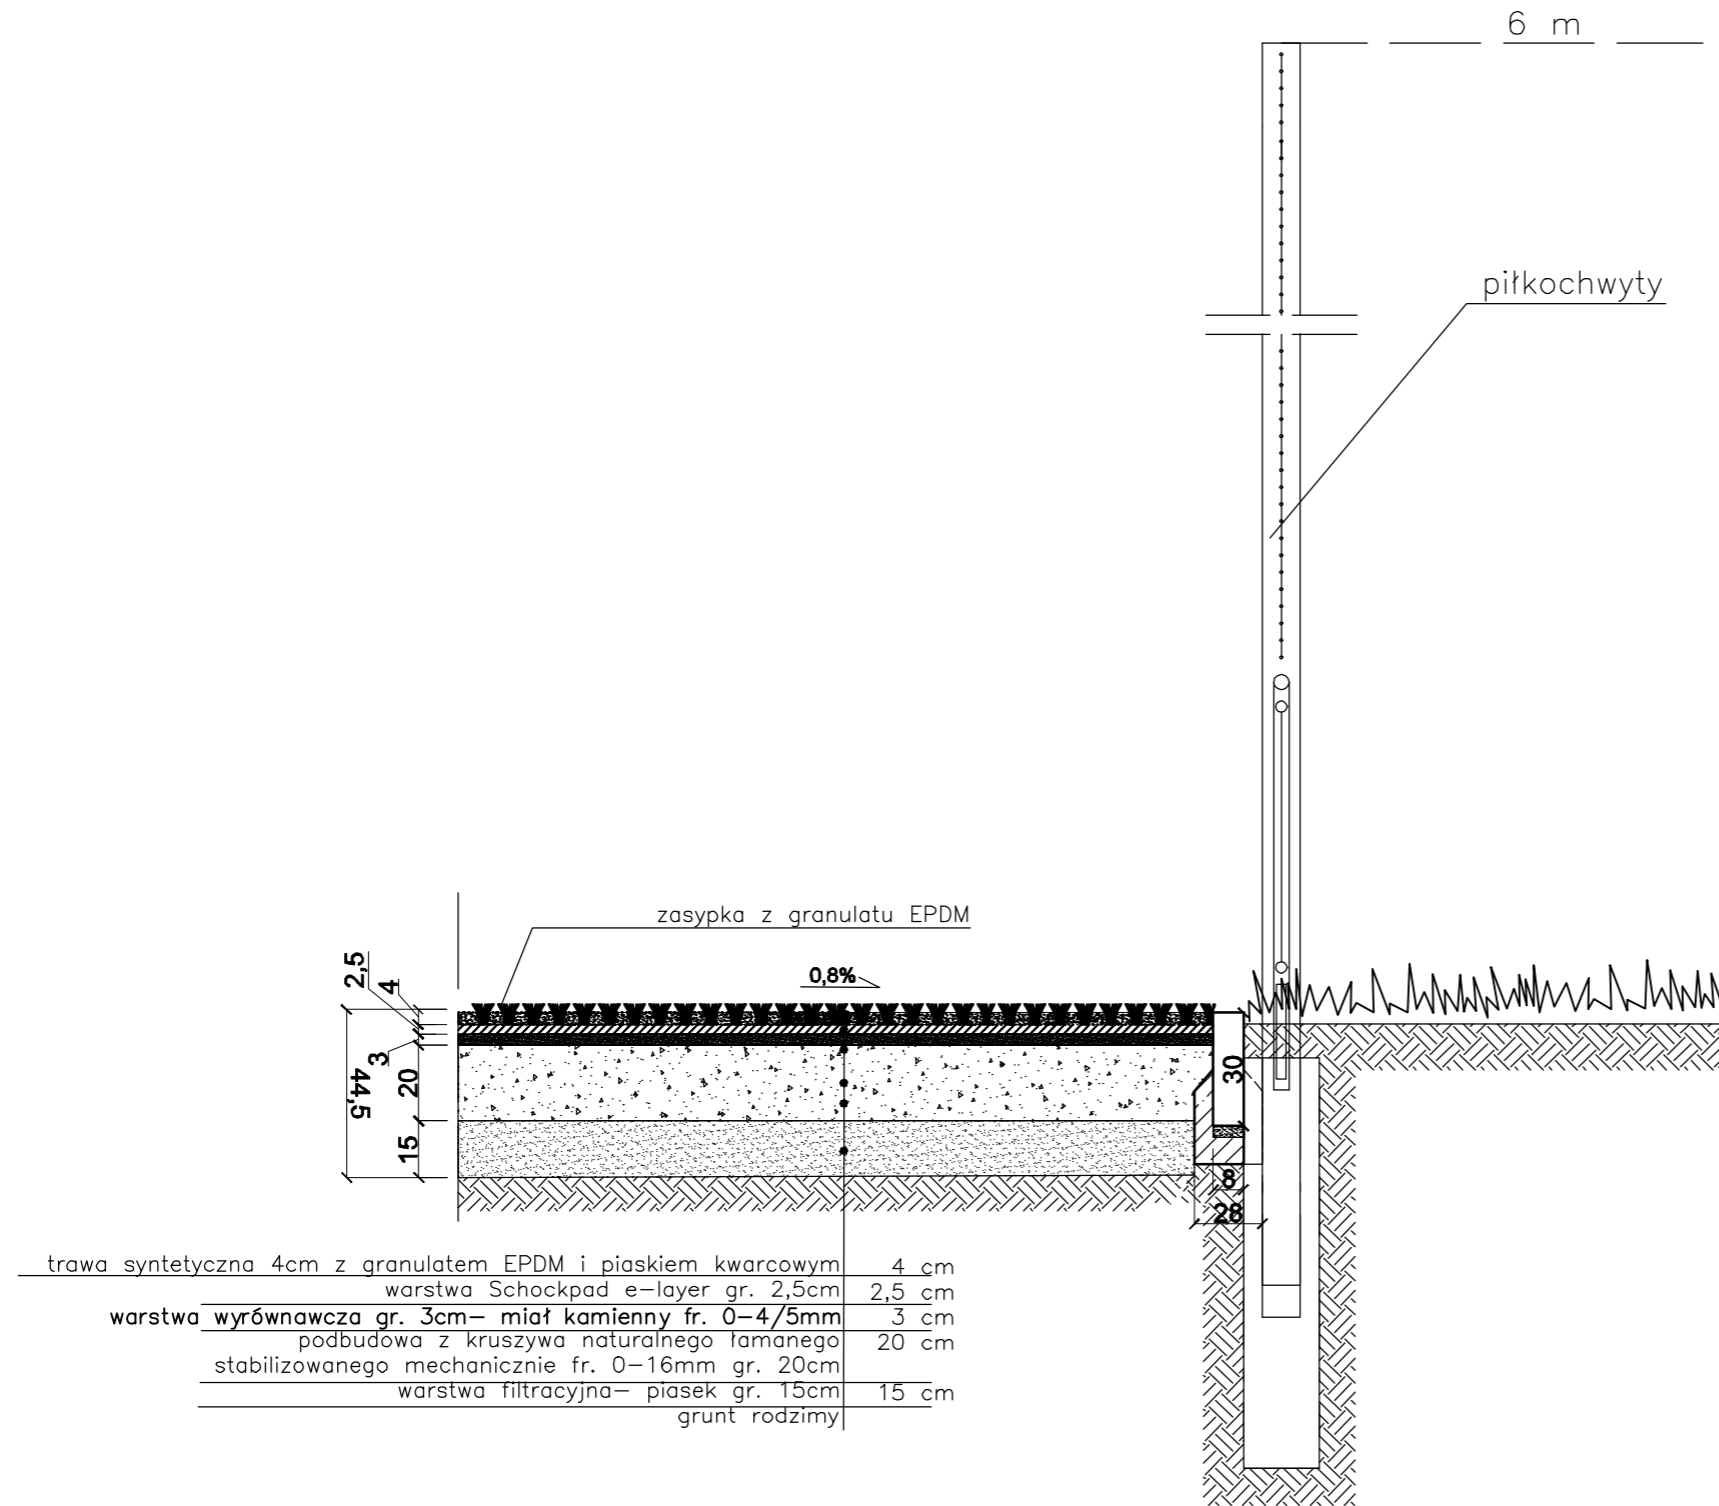 6 m
piłkochwyty
zasypka z granulatu EPDM
0,8%
2,5
4
3
44,5
20
15
30
8
28
trawa syntetyczna 4cm z granulatem EPDM i piaskiem kwarcowym 4 cm
warstwa Schockpad e-layer gr. 2,5cm 2,5 cm
warstwa wyrównawcza gr. 3cm- miał kamienny fr. 0-4/5mm 3 cm
podbudowa z kruszywa naturalnego łamanego 20 cm
stabilizowanego mechanicznie fr. 0-16mm gr. 20cm
warstwa filtracyjna- piasek gr. 15cm 15 cm
grunt rodzimy